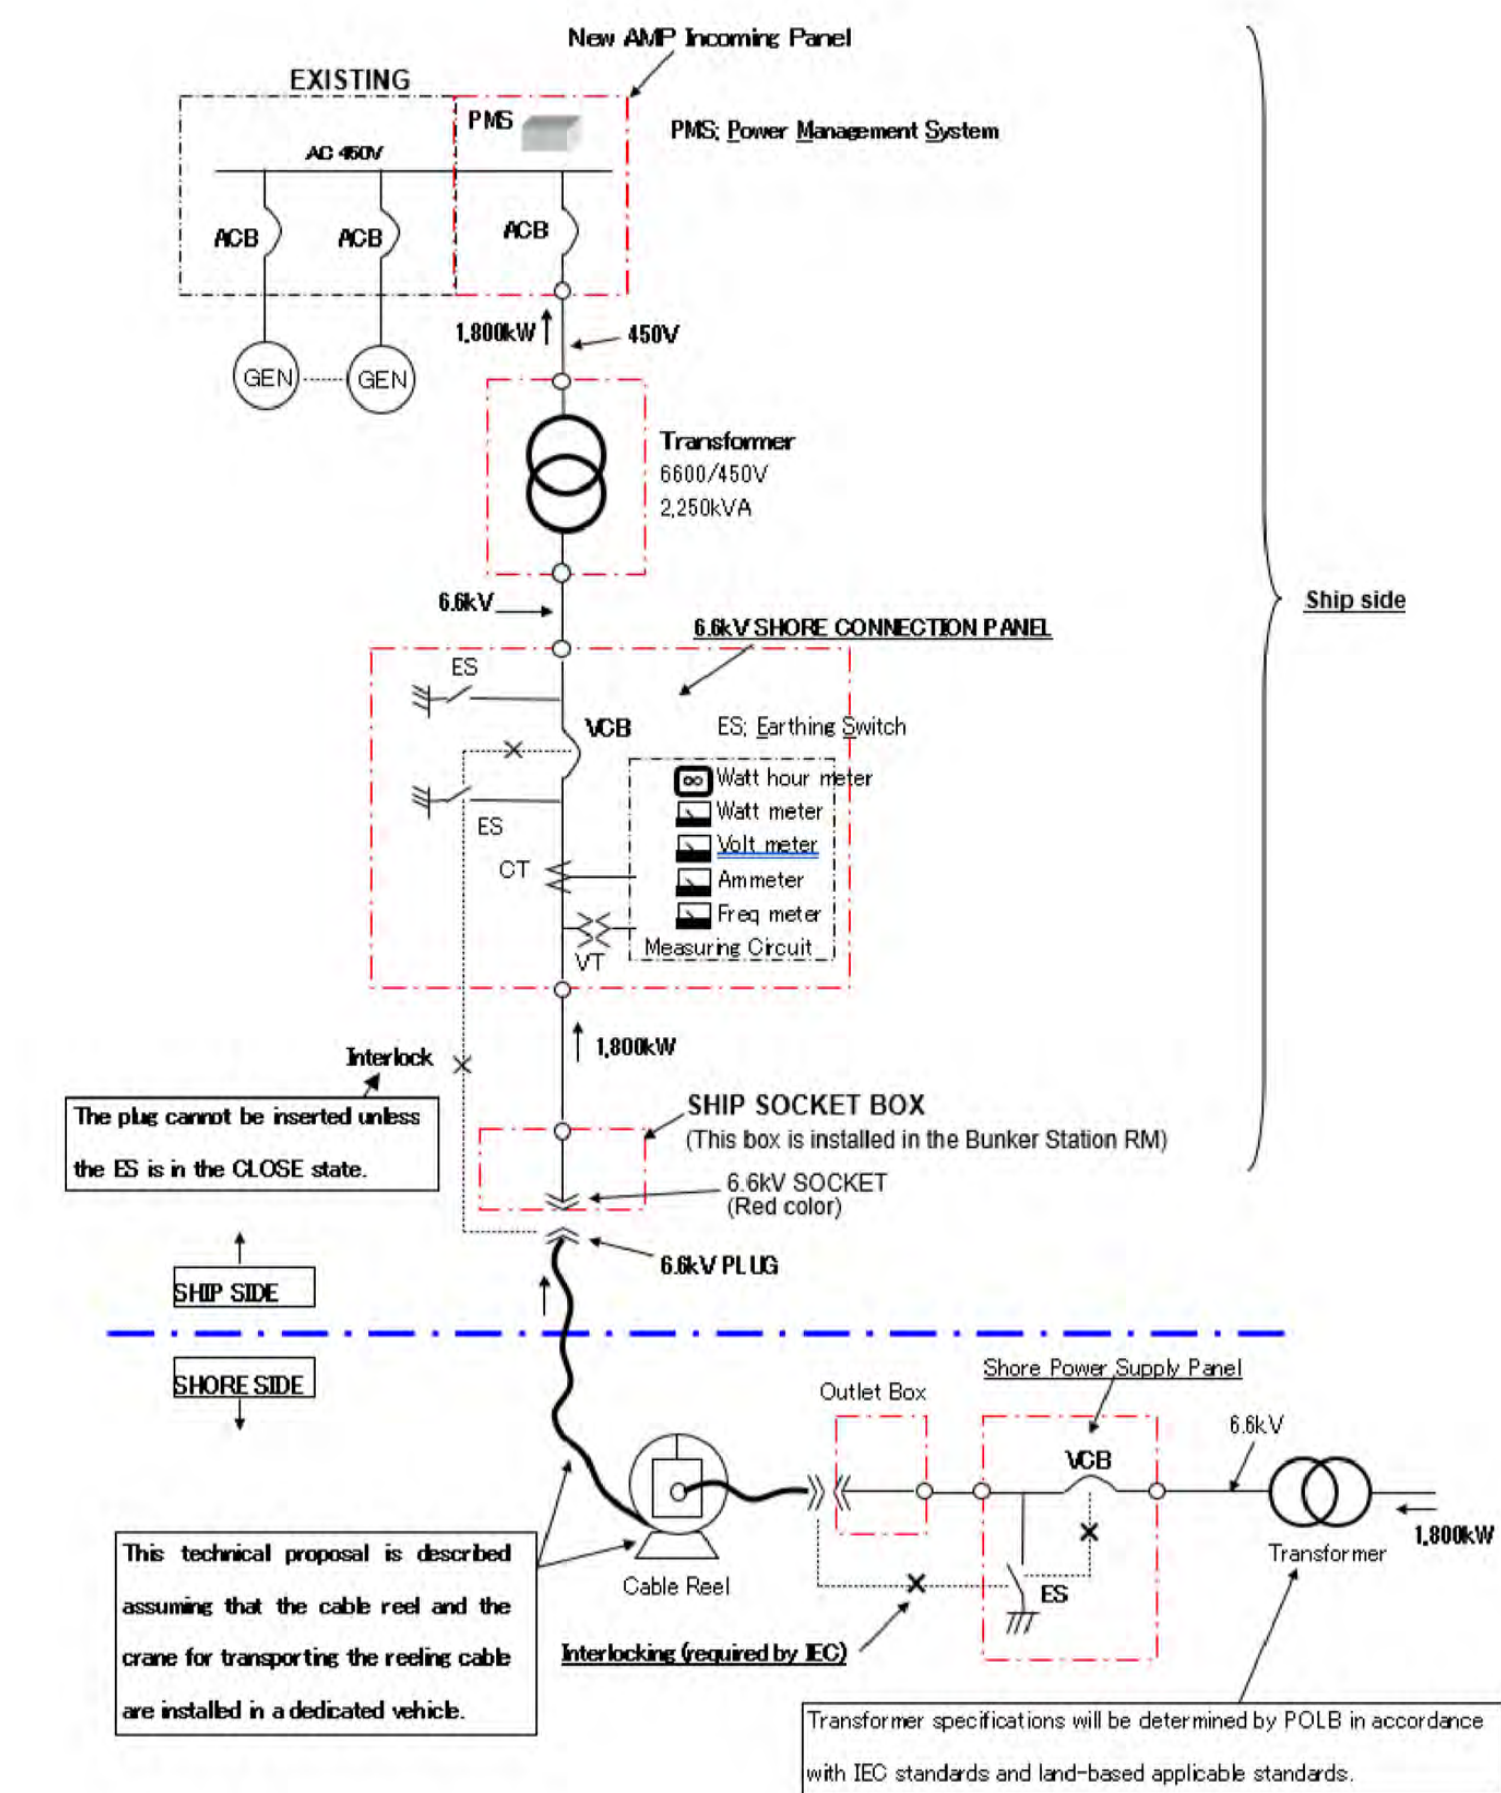 New AMP Incoming Panel
EXISTING
PMS
PMS; Power Management System
AC 450V
ACB
ACB
ACB
1,800kW
450V
GEN
GEN
Transformer
6600/450V
2,250kVA
6.6kV
6.6kV SHORE CONNECTION PANEL
Ship side
ES
VCB
ES; Earthing Switch
Watt hour meter
Watt meter
ES
Volt meter
CT
Ammeter
Freq meter
Measuring Circuit
VT
Interlock
1,800kW
The plug cannot be inserted unless
the ES is in the CLOSE state.
SHIP SOCKET BOX
(This box is installed in the Bunker Station RM)
6.6kV SOCKET
(Red color)
6.6kV PLUG
SHIP SIDE
SHORE SIDE
Shore Power Supply Panel
Outlet Box
6.6kV
VCB
1,800kW
Transformer
Cable Reel
ES
This technical proposal is described
assuming that the cable reel and the
crane for transporting the reeling cable
are installed in a dedicated vehicle.
Interlocking (required by IEC)
Transformer specifications will be determined by POLB in accordance
with IEC standards and land-based applicable standards.